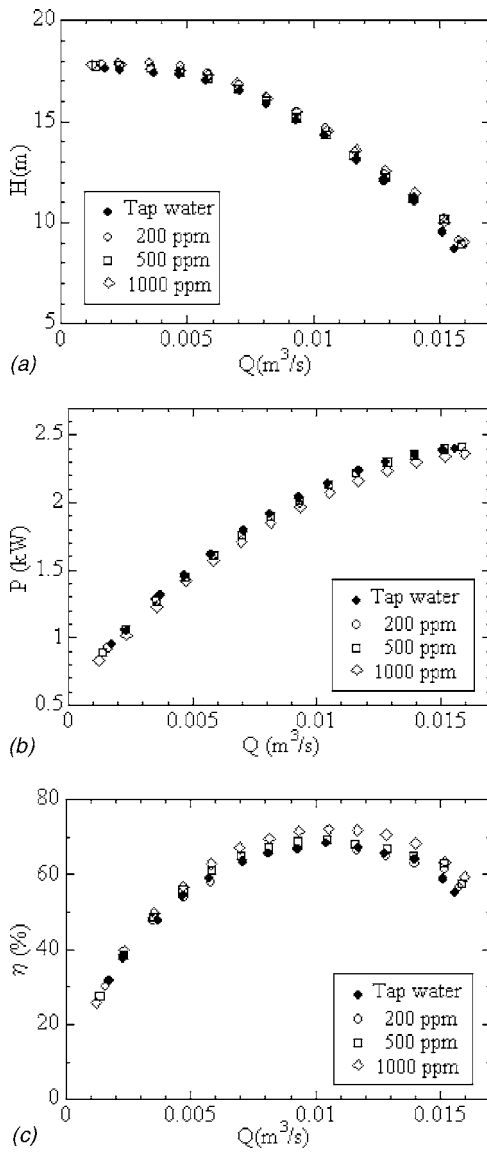 20
15
10
5
H(m)
Tap water
200 ppm
500 ppm
1000 ppm
0 0.005 0.01 0.015
(a) Q(m³/s)
2.5
2
1.5
1
0.5
P (kW)
Tap water
200 ppm
500 ppm
1000 ppm
0 0.005 0.01 0.015
(b) Q (m³/s)
80
60
40
20
0
η (%)
Tap water
200 ppm
500 ppm
1000 ppm
0 0.005 0.01 0.015
(c) Q(m³/s)